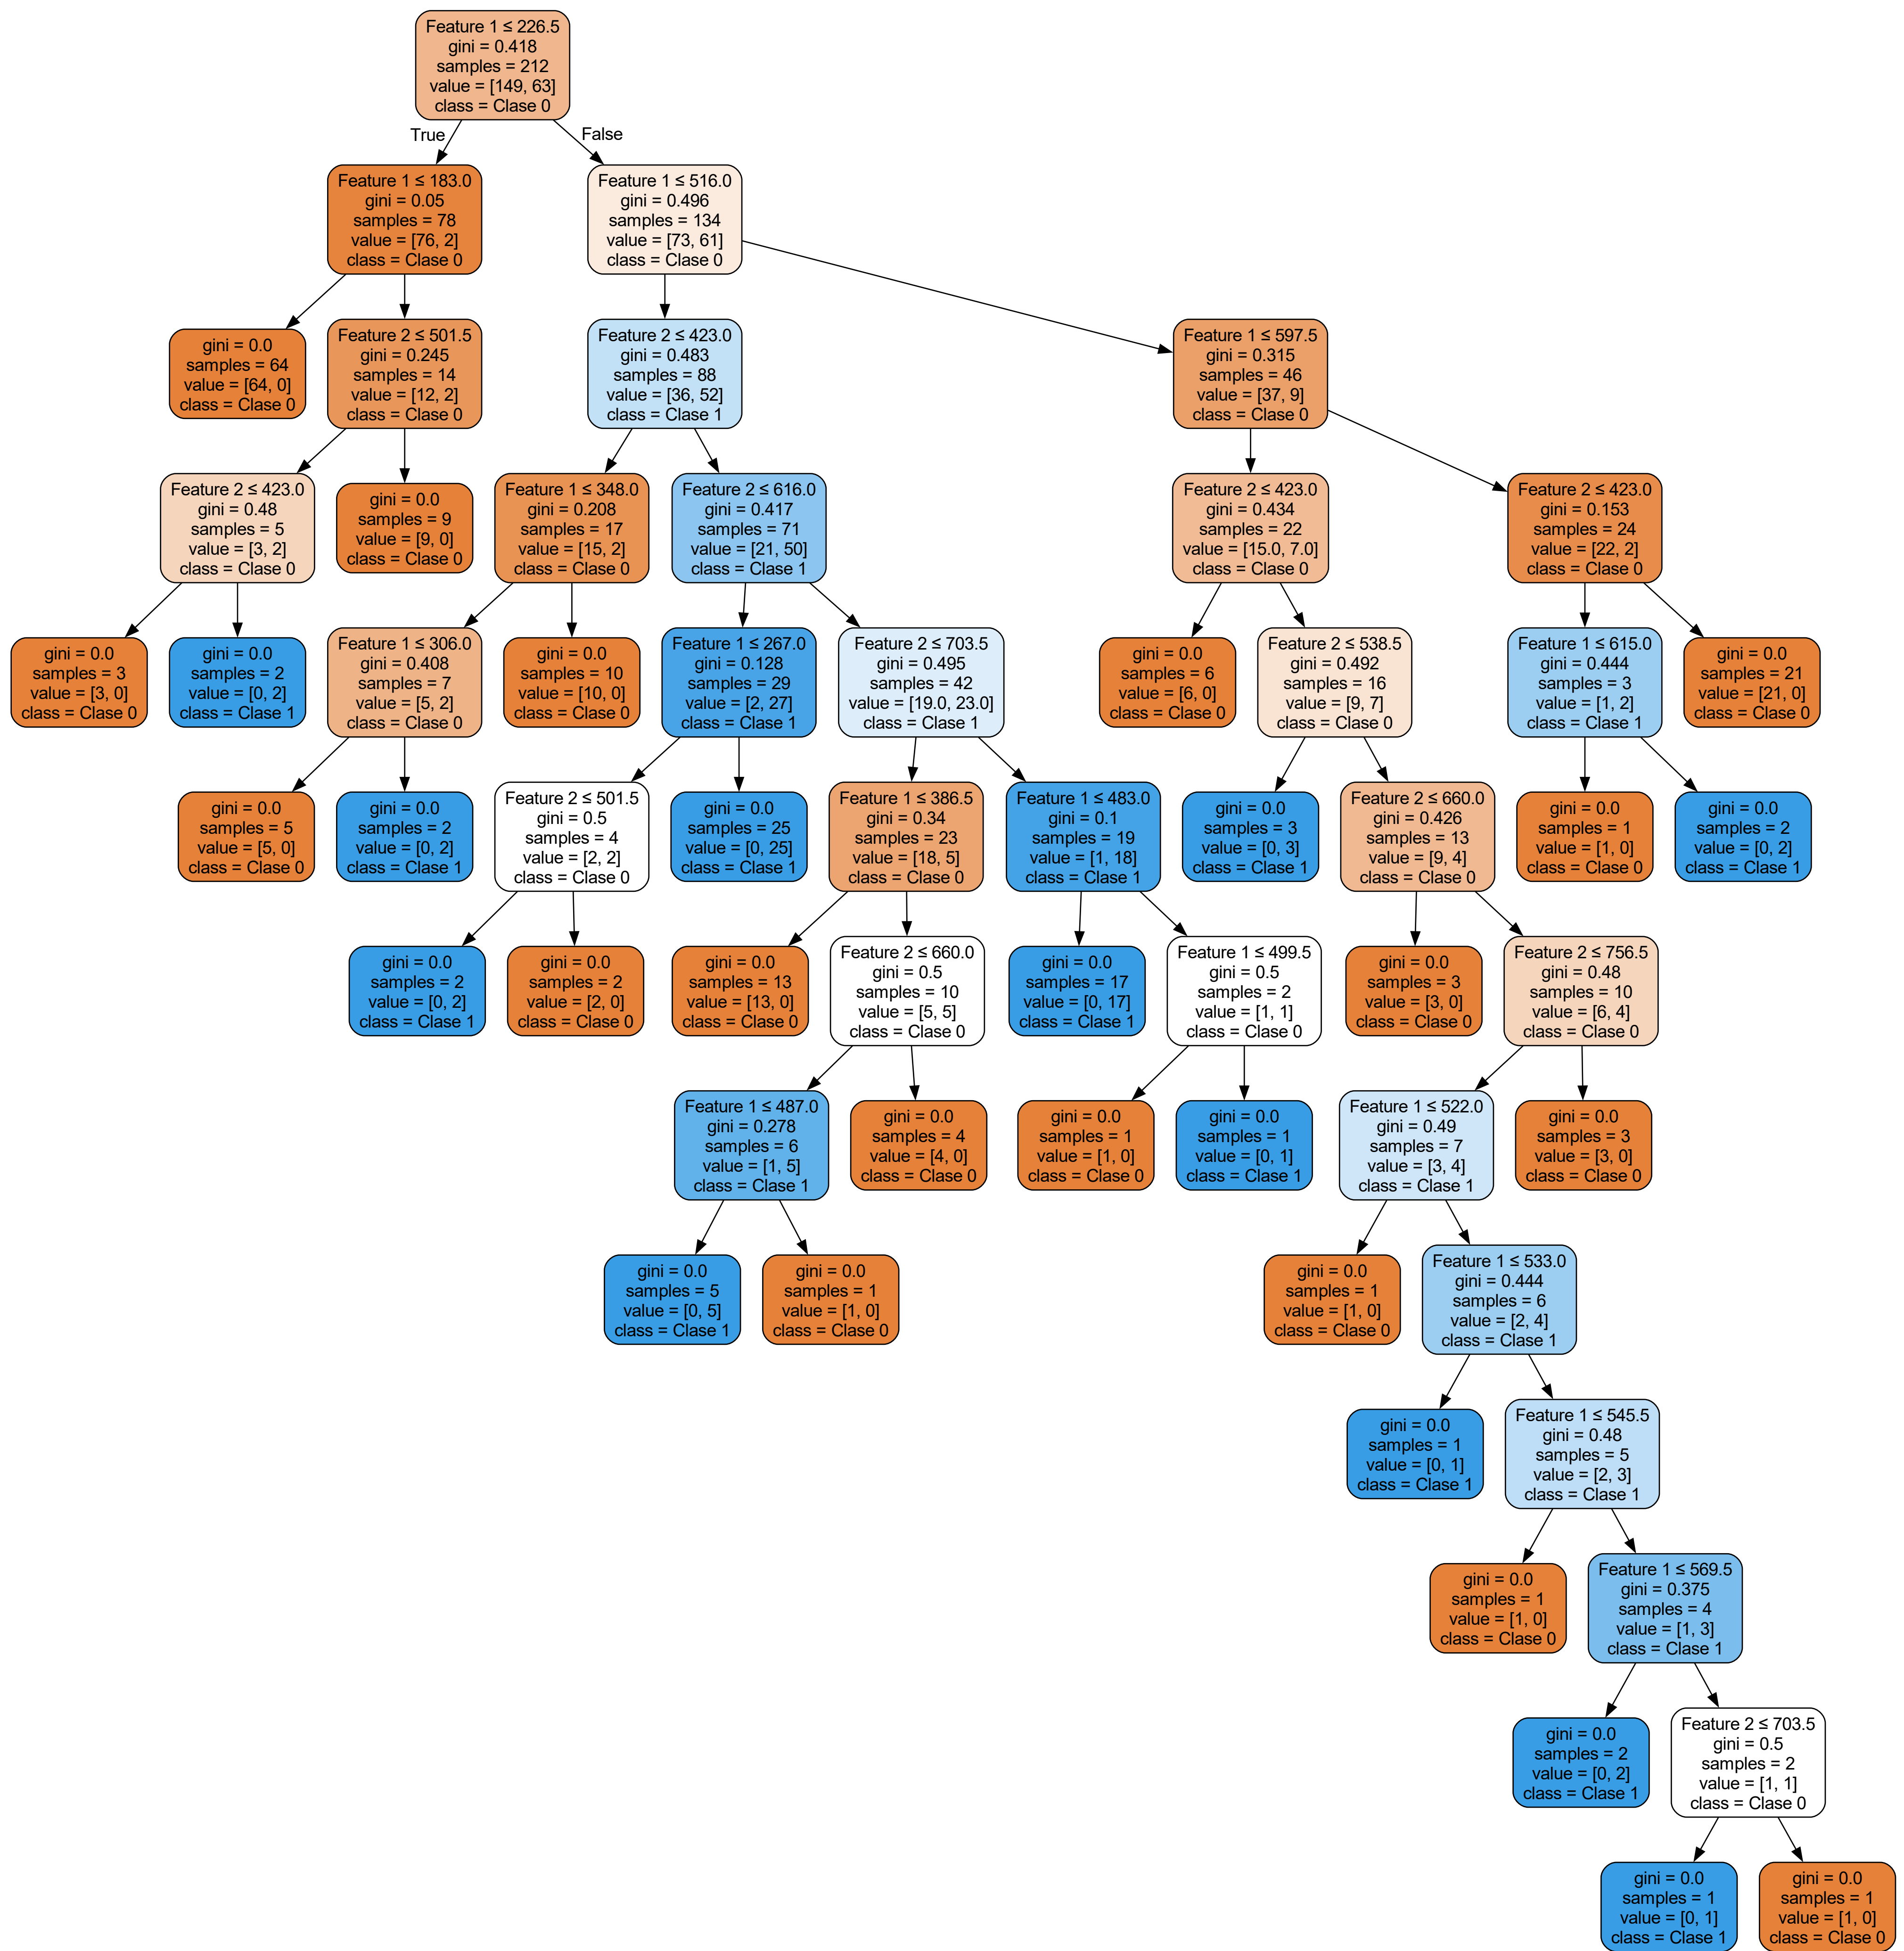 Feature 1 ≤ 226.5
gini = 0.418
samples = 212
value = [149, 63]
class = Clase 0
True
False
Feature 1 ≤ 183.0
gini = 0.05
samples = 78
value = [76, 2]
class = Clase 0
Feature 1 ≤ 516.0
gini = 0.496
samples = 134
value = [73, 61]
class = Clase 0
gini = 0.0
samples = 64
value = [64, 0]
class = Clase 0
Feature 2 ≤ 501.5
gini = 0.245
samples = 14
value = [12, 2]
class = Clase 0
Feature 2 ≤ 423.0
gini = 0.483
samples = 88
value = [36, 52]
class = Clase 1
Feature 1 ≤ 597.5
gini = 0.315
samples = 46
value = [37, 9]
class = Clase 0
Feature 2 ≤ 423.0
gini = 0.48
samples = 5
value = [3, 2]
class = Clase 0
gini = 0.0
samples = 9
value = [9, 0]
class = Clase 0
Feature 1 ≤ 348.0
gini = 0.208
samples = 17
value = [15, 2]
class = Clase 0
Feature 2 ≤ 616.0
gini = 0.417
samples = 71
value = [21, 50]
class = Clase 1
Feature 2 ≤ 423.0
gini = 0.434
samples = 22
value = [15.0, 7.0]
class = Clase 0
Feature 2 ≤ 423.0
gini = 0.153
samples = 24
value = [22, 2]
class = Clase 0
gini = 0.0
samples = 3
value = [3, 0]
class = Clase 0
gini = 0.0
samples = 2
value = [0, 2]
class = Clase 1
Feature 1 ≤ 306.0
gini = 0.408
samples = 7
value = [5, 2]
class = Clase 0
gini = 0.0
samples = 10
value = [10, 0]
class = Clase 0
Feature 1 ≤ 267.0
gini = 0.128
samples = 29
value = [2, 27]
class = Clase 1
Feature 2 ≤ 703.5
gini = 0.495
samples = 42
value = [19.0, 23.0]
class = Clase 1
gini = 0.0
samples = 6
value = [6, 0]
class = Clase 0
Feature 2 ≤ 538.5
gini = 0.492
samples = 16
value = [9, 7]
class = Clase 0
Feature 1 ≤ 615.0
gini = 0.444
samples = 3
value = [1, 2]
class = Clase 1
gini = 0.0
samples = 21
value = [21, 0]
class = Clase 0
gini = 0.0
samples = 5
value = [5, 0]
class = Clase 0
gini = 0.0
samples = 2
value = [0, 2]
class = Clase 1
Feature 2 ≤ 501.5
gini = 0.5
samples = 4
value = [2, 2]
class = Clase 0
gini = 0.0
samples = 25
value = [0, 25]
class = Clase 1
Feature 1 ≤ 386.5
gini = 0.34
samples = 23
value = [18, 5]
class = Clase 0
Feature 1 ≤ 483.0
gini = 0.1
samples = 19
value = [1, 18]
class = Clase 1
gini = 0.0
samples = 3
value = [0, 3]
class = Clase 1
Feature 2 ≤ 660.0
gini = 0.426
samples = 13
value = [9, 4]
class = Clase 0
gini = 0.0
samples = 1
value = [1, 0]
class = Clase 0
gini = 0.0
samples = 2
value = [0, 2]
class = Clase 1
gini = 0.0
samples = 2
value = [0, 2]
class = Clase 1
gini = 0.0
samples = 2
value = [2, 0]
class = Clase 0
gini = 0.0
samples = 13
value = [13, 0]
class = Clase 0
Feature 2 ≤ 660.0
gini = 0.5
samples = 10
value = [5, 5]
class = Clase 0
gini = 0.0
samples = 17
value = [0, 17]
class = Clase 1
Feature 1 ≤ 499.5
gini = 0.5
samples = 2
value = [1, 1]
class = Clase 0
gini = 0.0
samples = 3
value = [3, 0]
class = Clase 0
Feature 2 ≤ 756.5
gini = 0.48
samples = 10
value = [6, 4]
class = Clase 0
Feature 1 ≤ 487.0
gini = 0.278
samples = 6
value = [1, 5]
class = Clase 1
gini = 0.0
samples = 4
value = [4, 0]
class = Clase 0
gini = 0.0
samples = 1
value = [1, 0]
class = Clase 0
gini = 0.0
samples = 1
value = [0, 1]
class = Clase 1
Feature 1 ≤ 522.0
gini = 0.49
samples = 7
value = [3, 4]
class = Clase 1
gini = 0.0
samples = 3
value = [3, 0]
class = Clase 0
gini = 0.0
samples = 5
value = [0, 5]
class = Clase 1
gini = 0.0
samples = 1
value = [1, 0]
class = Clase 0
gini = 0.0
samples = 1
value = [1, 0]
class = Clase 0
Feature 1 ≤ 533.0
gini = 0.444
samples = 6
value = [2, 4]
class = Clase 1
gini = 0.0
samples = 1
value = [0, 1]
class = Clase 1
Feature 1 ≤ 545.5
gini = 0.48
samples = 5
value = [2, 3]
class = Clase 1
gini = 0.0
samples = 1
value = [1, 0]
class = Clase 0
Feature 1 ≤ 569.5
gini = 0.375
samples = 4
value = [1, 3]
class = Clase 1
gini = 0.0
samples = 2
value = [0, 2]
class = Clase 1
Feature 2 ≤ 703.5
gini = 0.5
samples = 2
value = [1, 1]
class = Clase 0
gini = 0.0
samples = 1
value = [0, 1]
class = Clase 1
gini = 0.0
samples = 1
value = [1, 0]
class = Clase 0